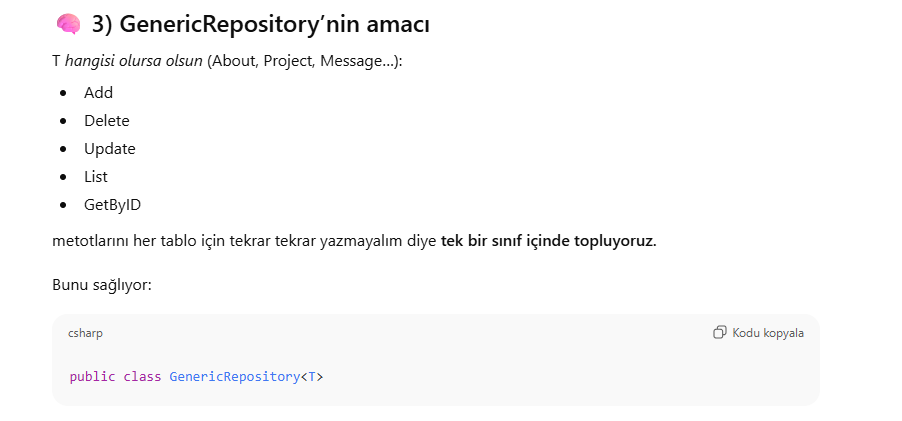 🧠 3) GenericRepository’nin amacı
T hangisi olursa olsun (About, Project, Message…):
• Add
• Delete
• Update
• List
• GetByID
metotlarını her tablo için tekrar tekrar yazmayalım diye tek bir sınıf içinde topluyoruz.
Bunu sağlıyor:
csharp Kodu kopyala
public class GenericRepository<T>